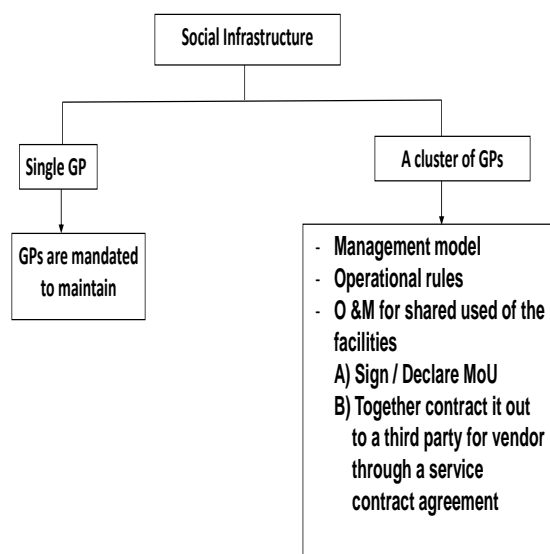 Social Infrastructure
Single GP
A cluster of GPs
GPs are mandated
to maintain
- Management model
- Operational rules
- O &M for shared used of the
facilities
A) Sign / Declare MoU
B) Together contract it out
to a third party for vendor
through a service
contract agreement